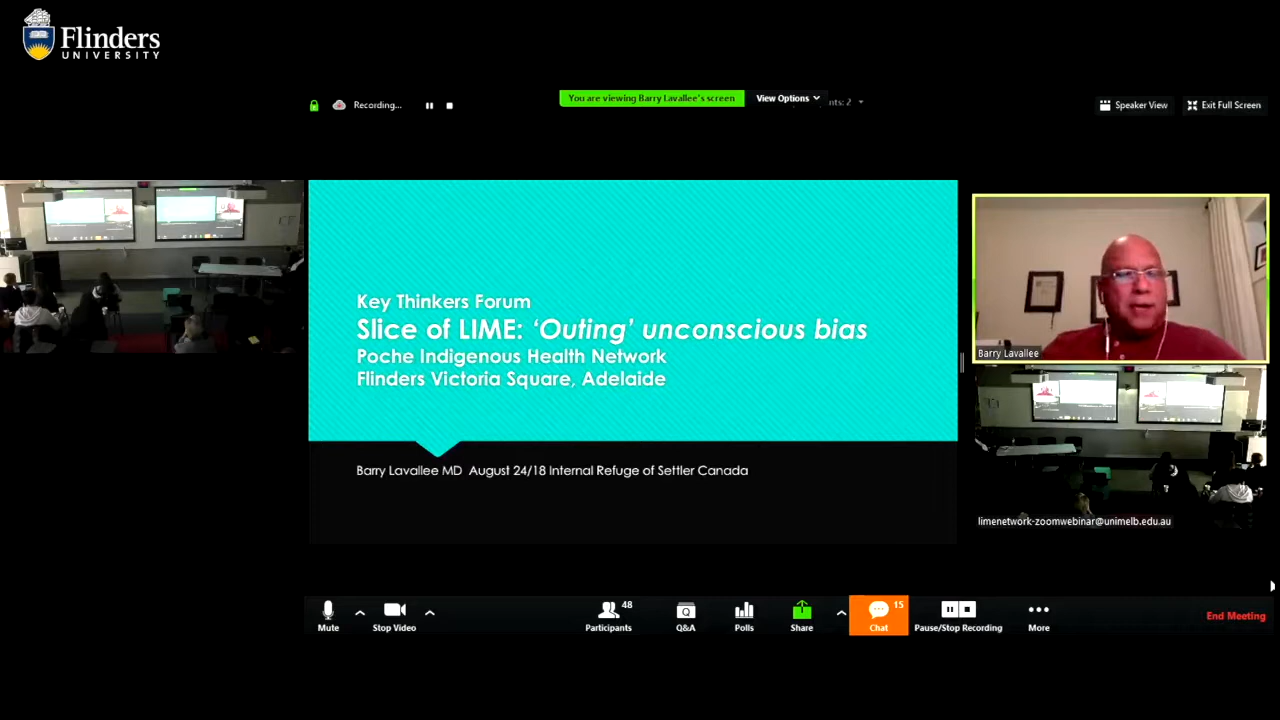 Flinders
UNIVERSITY
Recording...
You are viewing Barry Lavallee's screen
View Options
nts: 2
Speaker View
Exit Full Screen
Key Thinkers Forum
Slice of LIME: ‘Outing’ unconscious bias
Poche Indigenous Health Network
Flinders Victoria Square, Adelaide
Barry Lavallee MD August 24/18 Internal Refuge of Settler Canada
Barry Lavallee
limenetwork-zoomwebinar@unimelb.edu.au
Mute
Stop Video
48
Participants
Q&A
Polls
Share
15
Chat
Pause/Stop Recording
More
End Meeting